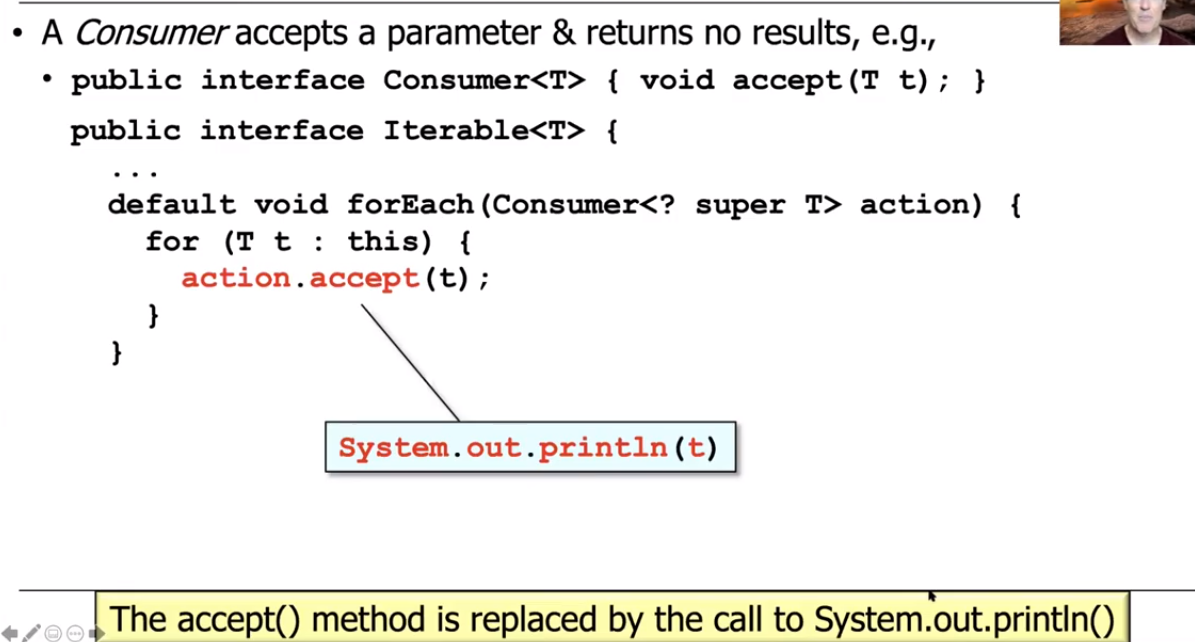 • A Consumer accepts a parameter & returns no results, e.g.,
• public interface Consumer<T> { void accept(T t); }
public interface Iterable<T> {
...
default void forEach(Consumer<? super T> action) {
for (T t : this) {
action.accept(t);
}
}
System.out.println(t)
The accept() method is replaced by the call to System.out.println()